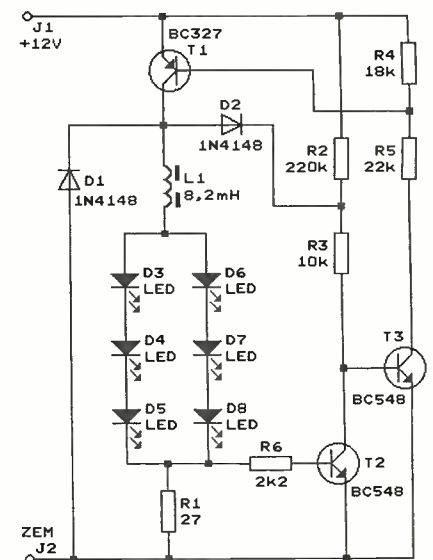 J1
+12V
BC327
T1
R4
18k
D2
1N4148
R2
220k
R5
22k
D1
1N4148
L1
8,2mH
R3
10k
D3
LED
D6
LED
D4
LED
D7
LED
T3
BC548
D5
LED
D8
LED
R6
2k2
T2
BC548
R1
27
ZEM
J2